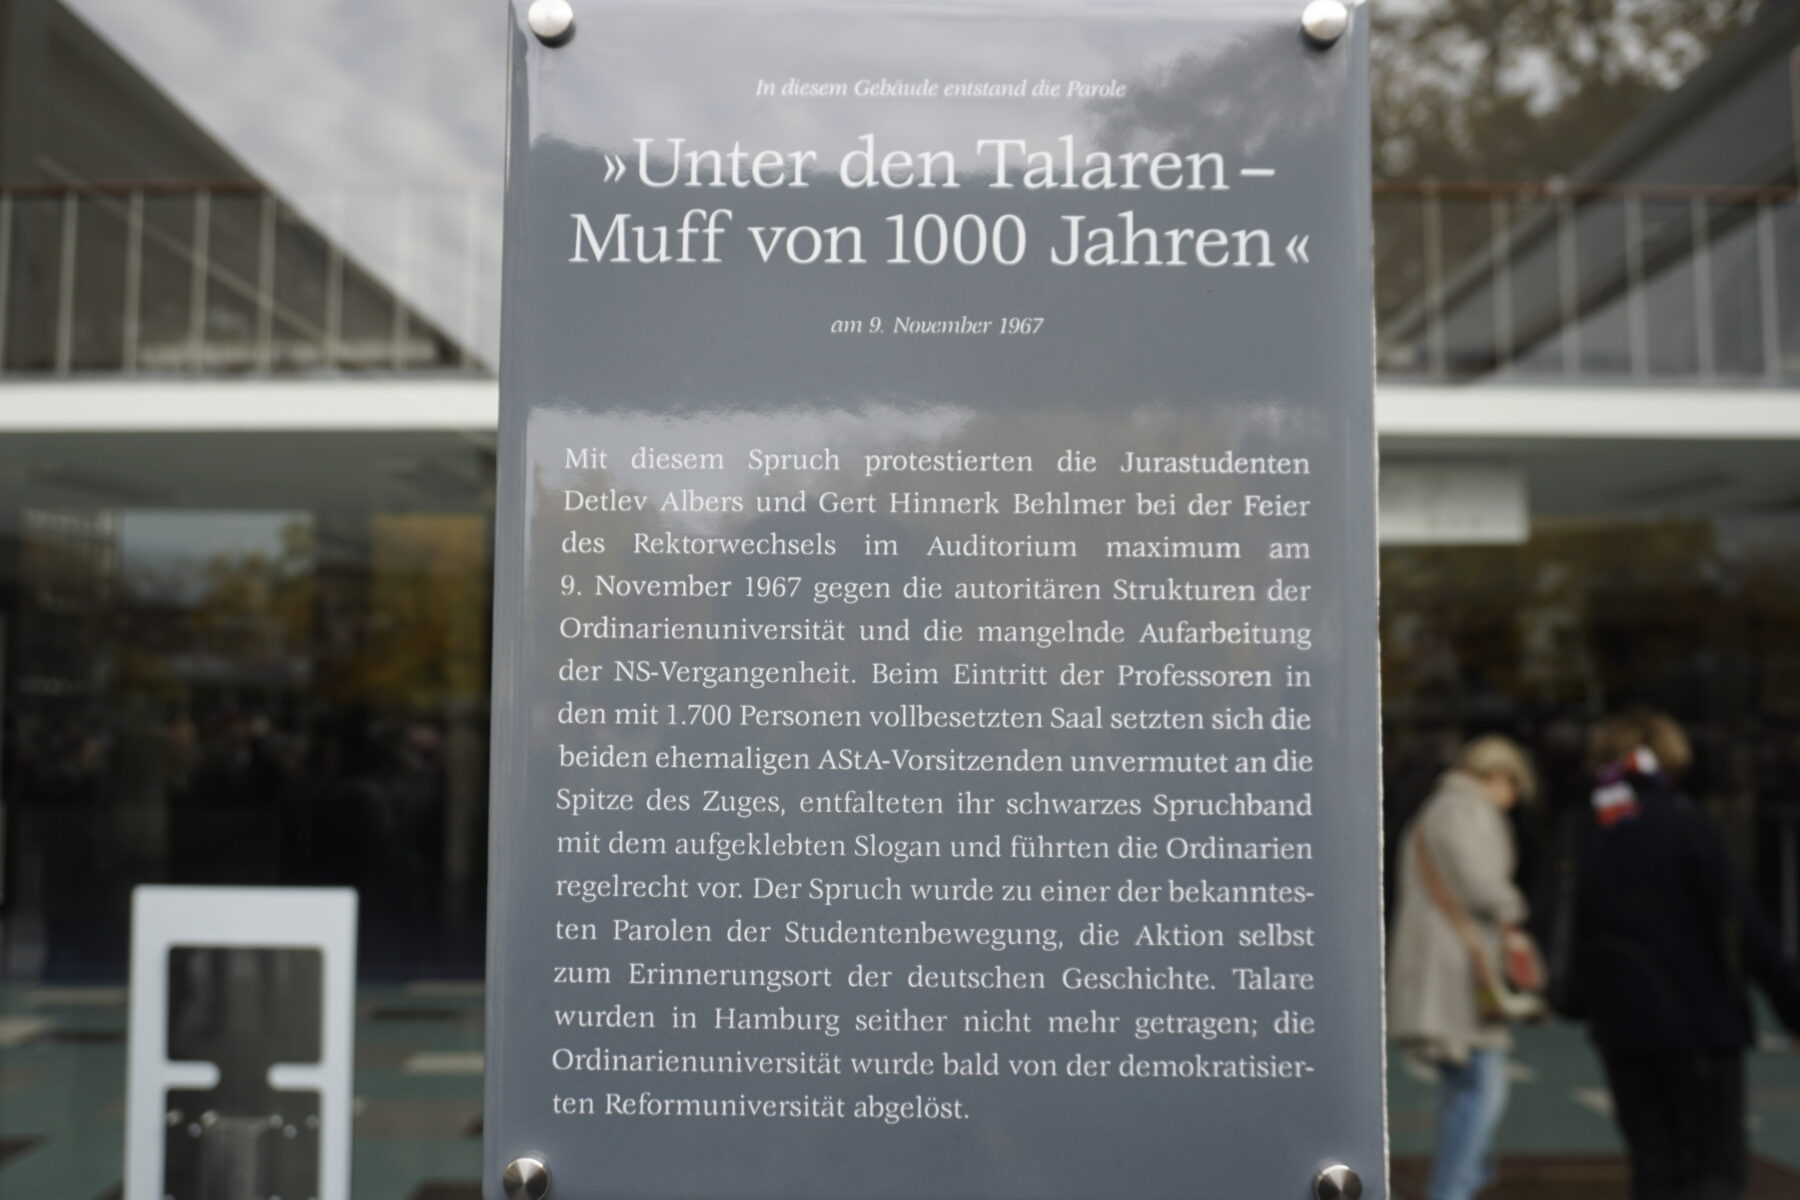 In diesem Gebäude entstand die Parole
»Unter den Talaren –
Muff von 1000 Jahren«
am 9. November 1967
Mit diesem Spruch protestierten die Jurastudenten
Detlev Albers und Gert Hinnerk Behlmer bei der Feier
des Rektorwechsels im Auditorium maximum am
9. November 1967 gegen die autoritären Strukturen der
Ordinarienuniversität und die mangelnde Aufarbeitung
der NS-Vergangenheit. Beim Eintritt der Professoren in
den mit 1.700 Personen vollbesetzten Saal setzten sich die
beiden ehemaligen AStA-Vorsitzenden unvermutet an die
Spitze des Zuges, entfalteten ihr schwarzes Spruchband
mit dem aufgeklebten Slogan und führten die Ordinarien
regelrecht vor. Der Spruch wurde zu einer der bekanntes-
ten Parolen der Studentenbewegung, die Aktion selbst
zum Erinnerungsort der deutschen Geschichte. Talare
wurden in Hamburg seither nicht mehr getragen; die
Ordinarienuniversität wurde bald von der demokratisier-
ten Reformuniversität abgelöst.